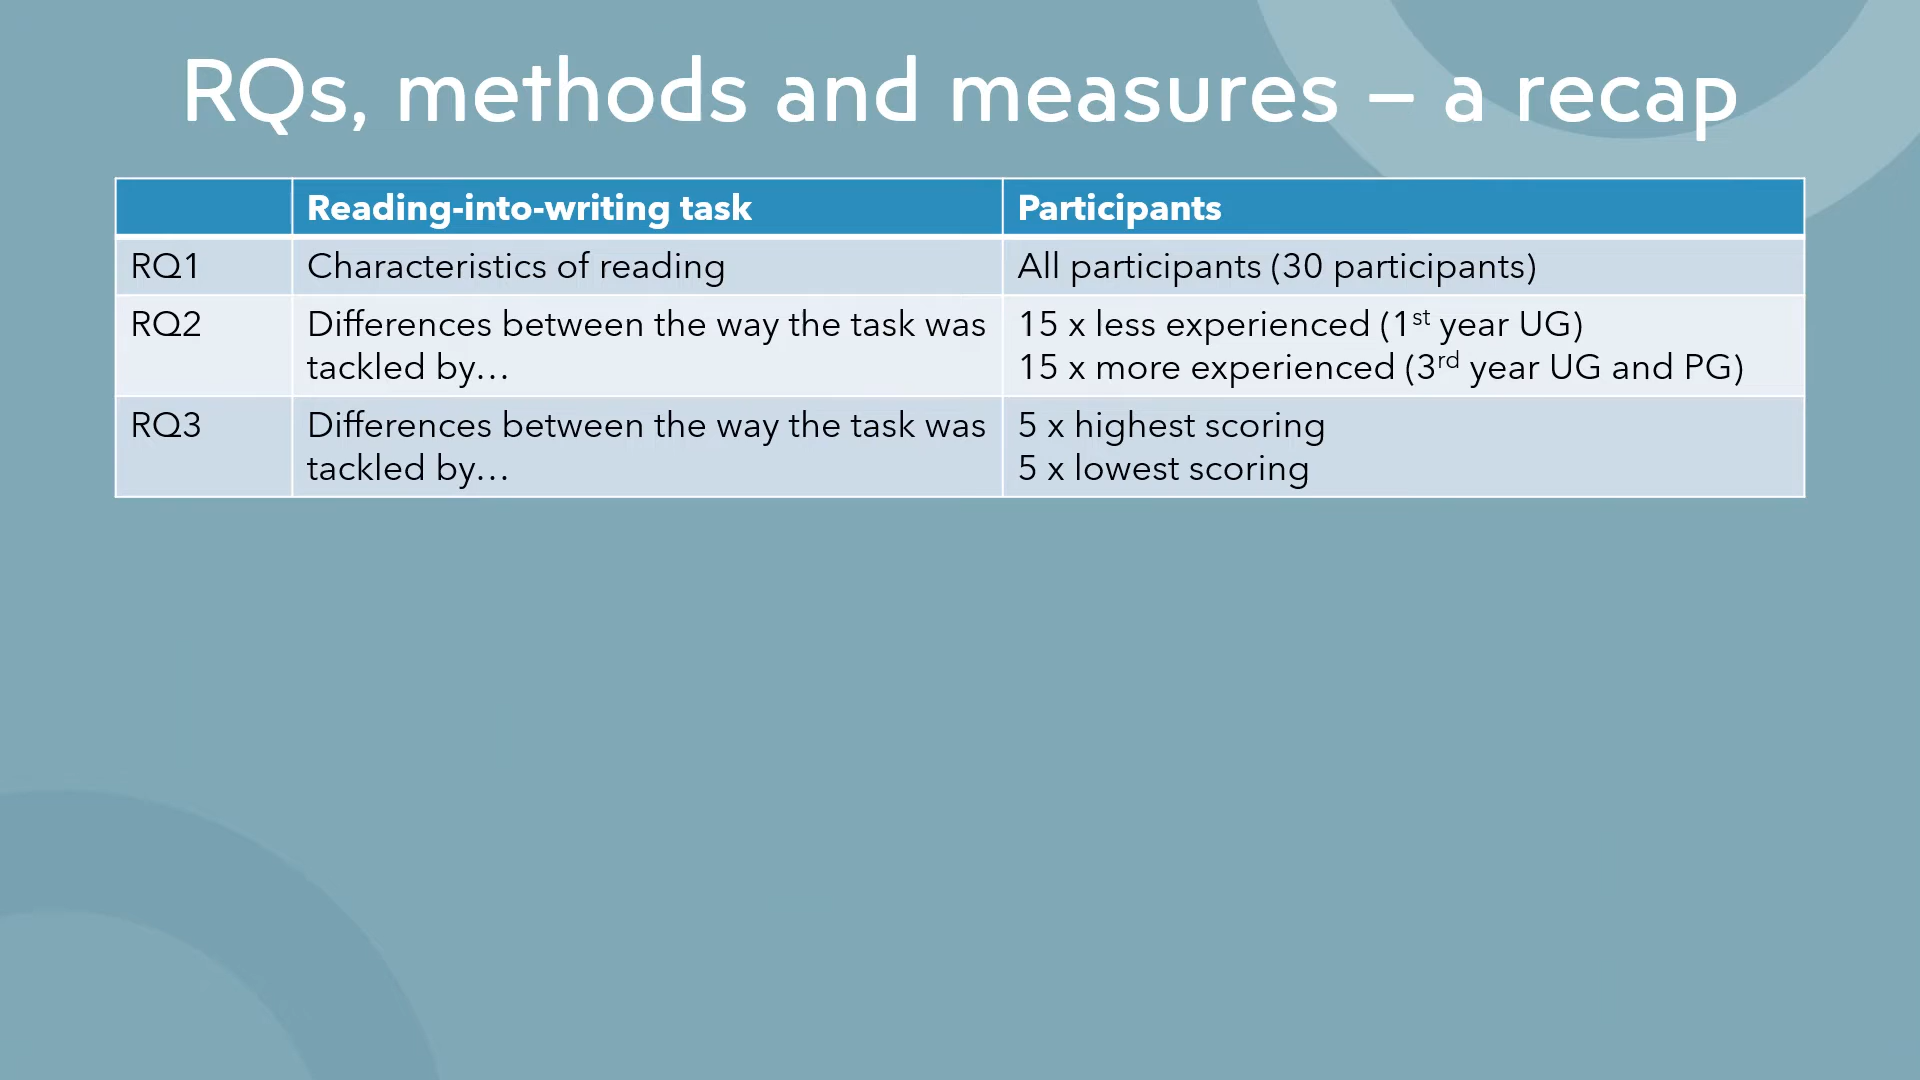 RQs, methods and measures – a recap
Reading-into-writing task
Participants
RQ1
Characteristics of reading
All participants (30 participants)
RQ2
Differences between the way the task was
tackled by…
15 x less experienced (1st year UG)
15 x more experienced (3rd year UG and PG)
RQ3
Differences between the way the task was
tackled by…
5 x highest scoring
5 x lowest scoring